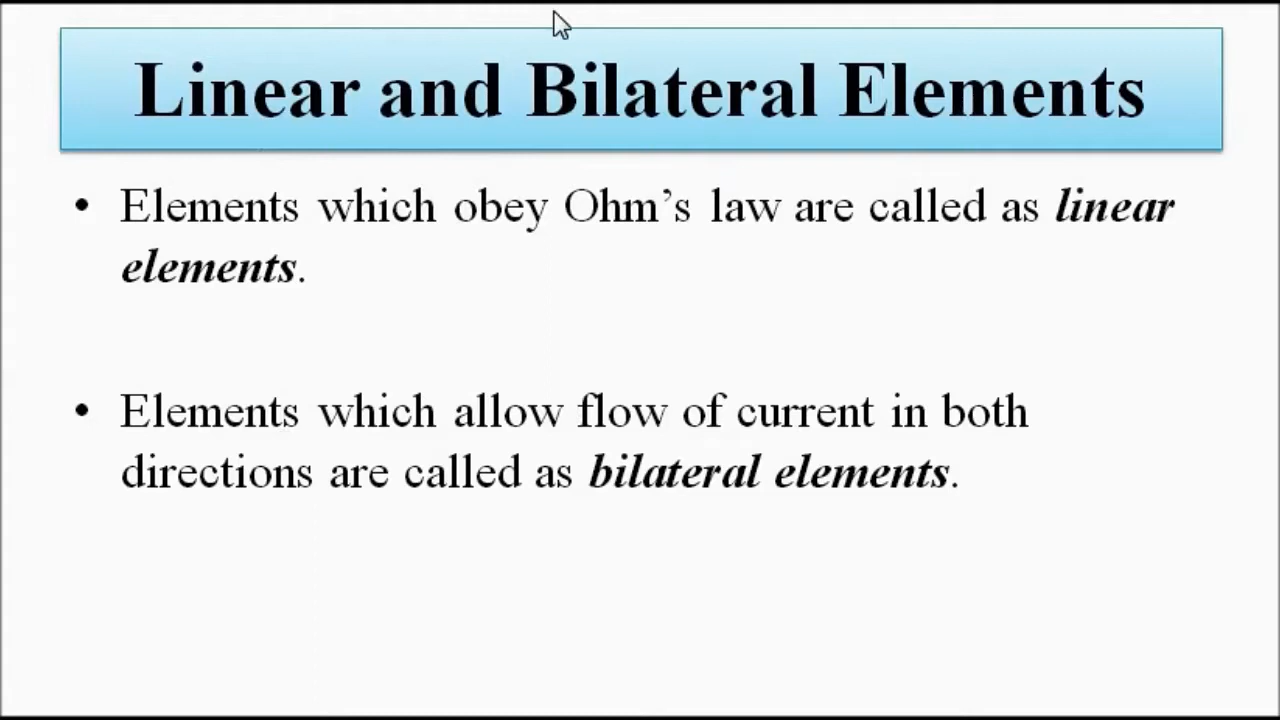 Linear and Bilateral Elements
• Elements which obey Ohm’s law are called as linear
elements.
• Elements which allow flow of current in both
directions are called as bilateral elements.